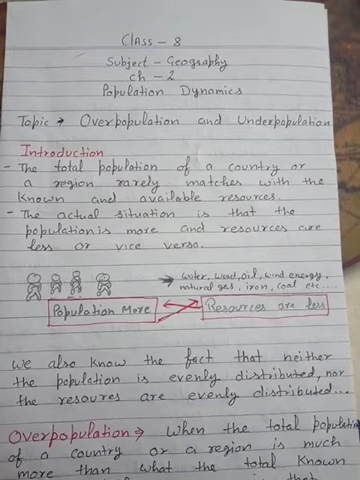 Class - 8
Subject - Geography
ch - 2
Population Dynamics
Topic → Overpopulation and Underpopulation
Introduction
- The total population of a country or
a region rarely matches with the
known and available resources.
- The actual situation is that the
population is more and resources are
less or vice versa.
→ water, wood, oil, wind energy,
natural gas, iron, coal etc...
Population More
Resources are less
we also know the fact that neither
the population is evenly distributed, nor
the resoures are evenly distributed...
Overpopulation → When the total population
of a country or a region is much
more than what the total known
that